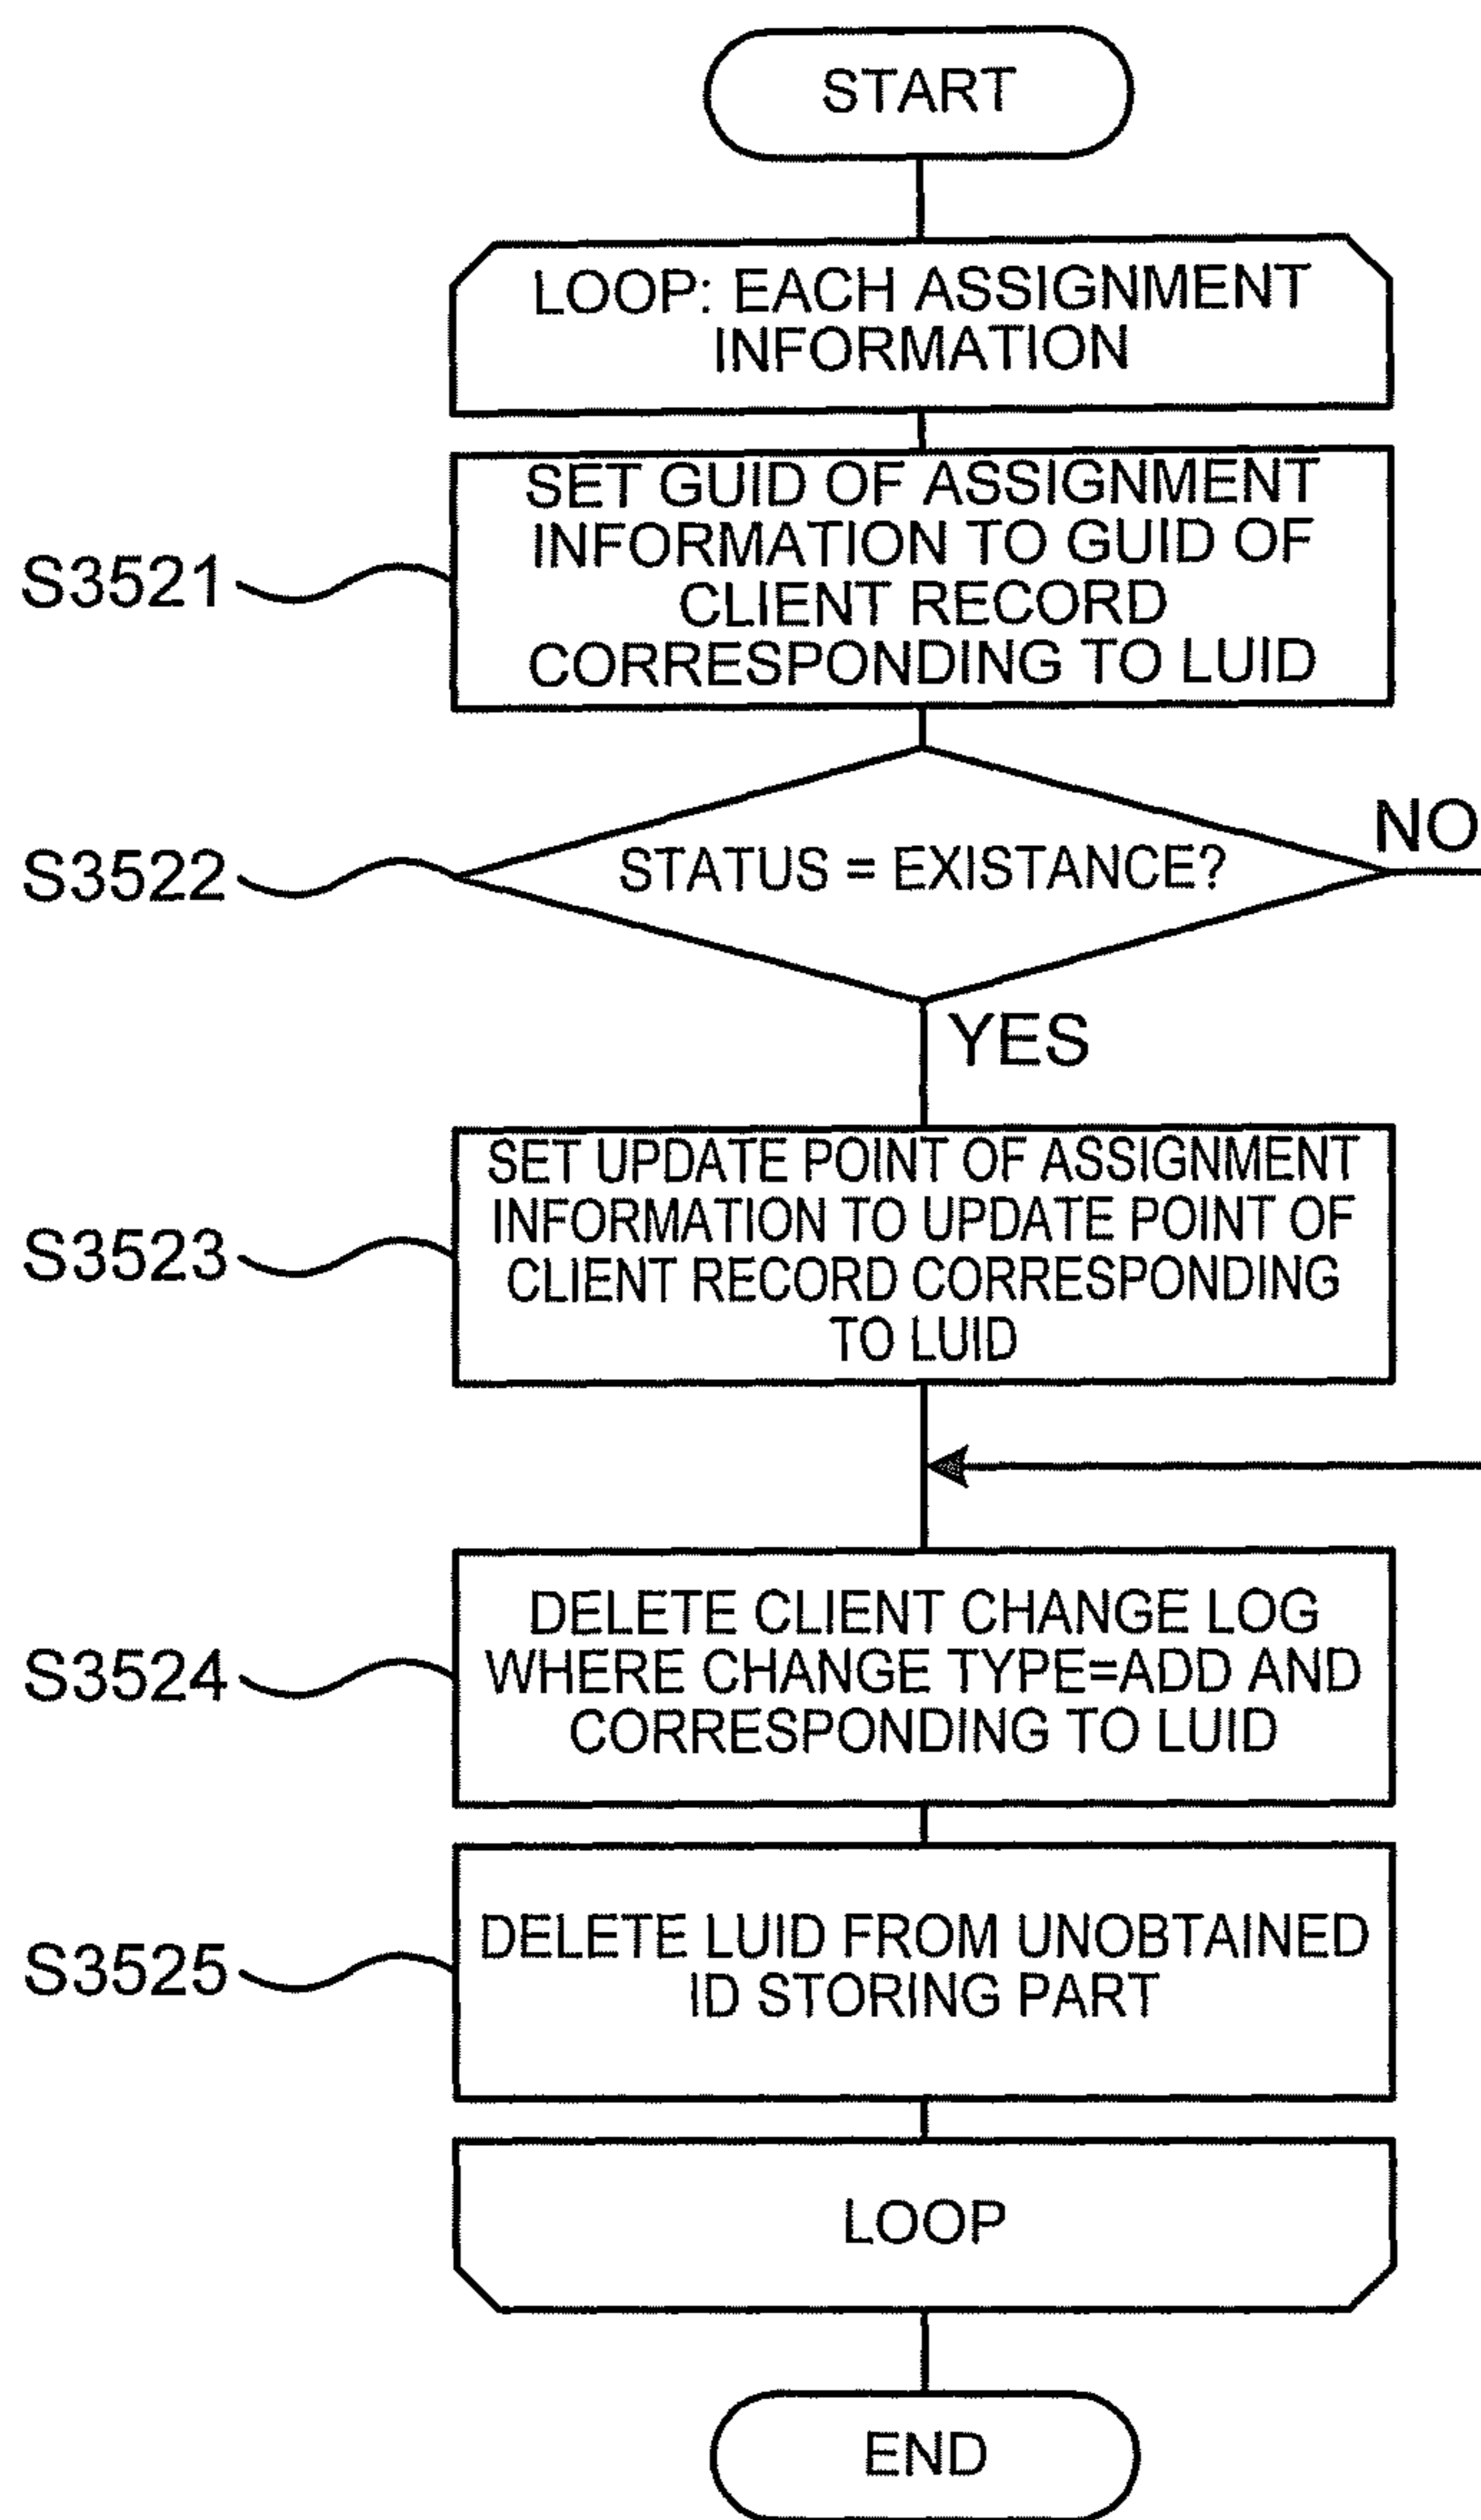 START
LOOP: EACH ASSIGNMENT
INFORMATION
S3521
SET GUID OF ASSIGNMENT
INFORMATION TO GUID OF
CLIENT RECORD
CORRESPONDING TO LUID
S3522
STATUS = EXISTANCE?
NO
YES
S3523
SET UPDATE POINT OF ASSIGNMENT
INFORMATION TO UPDATE POINT OF
CLIENT RECORD CORRESPONDING
TO LUID
S3524
DELETE CLIENT CHANGE LOG
WHERE CHANGE TYPE=ADD AND
CORRESPONDING TO LUID
S3525
DELETE LUID FROM UNOBTAINED
ID STORING PART
LOOP
END